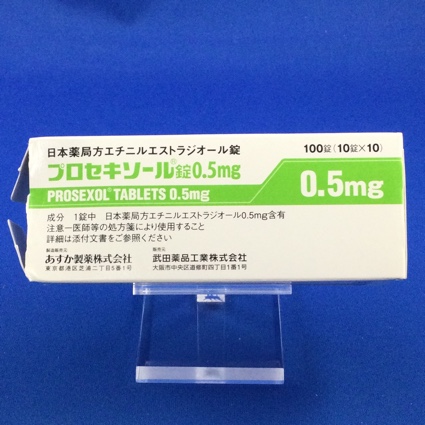 日本薬局方エチニルエストラジオール錠
100錠(10錠×10)
プロセキソール®錠0.5mg
PROSEXOL® TABLETS 0.5mg
0.5mg
成分 1錠中 日本薬局方エチニルエストラジオール0.5mg含有
注意-医師等の処方箋により使用すること
詳細は添付文書をご参照ください
製造販売元
あすか製薬株式会社
東京都港区芝浦二丁目5番1号
販売元
武田薬品工業株式会社
大阪市中央区道修町四丁目1番1号